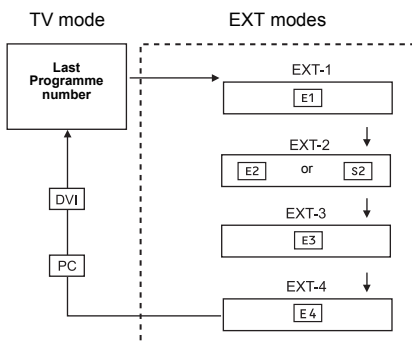 TV mode
EXT modes
Last
Programme
number
EXT-1
E1
EXT-2
E2 or S2
EXT-3
E3
EXT-4
E4
DVI
PC